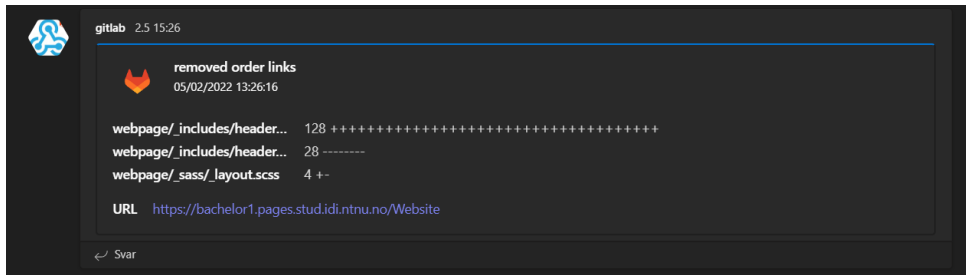 gitlab 2.5 15:26
removed order links
05/02/2022 13:26:16
webpage/_includes/header... 128 ++++++++++++++++++++++++++++++++++++
webpage/_includes/header... 28 --------
webpage/_sass/_layout.scss 4 +-
URL https://bachelor1.pages.stud.idi.ntnu.no/Website
Svar